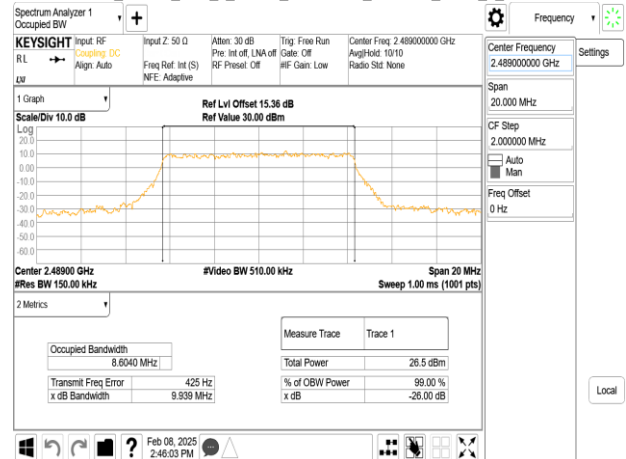 Spectrum Analyzer 1
Occupied BW
Frequency
KEYSIGHT
Input: RF
Coupling: DC
Align: Auto
Input Z: 50 Ω
Freq Ref: Int (S)
NFE: Adaptive
Atten: 30 dB
Pre: Int off, LNA off
RF Preset: Off
Trig: Free Run
Gate: Off
#IF Gain: Low
Center Freq: 2.489000000 GHz
Avg|Hold: 10/10
Radio Std: None
RL
LXI
Center Frequency
2.489000000 GHz
Settings
Span
20.000 MHz
CF Step
2.000000 MHz
Auto
Man
Freq Offset
0 Hz
Local
1 Graph
Scale/Div 10.0 dB
Ref Lvl Offset 15.36 dB
Ref Value 30.00 dBm
Log
20.0
10.0
0.00
-10.0
-20.0
-30.0
-40.0
-50.0
-60.0
Center 2.48900 GHz
#Video BW 510.00 kHz
Span 20 MHz
#Res BW 150.00 kHz
Sweep 1.00 ms (1001 pts)
2 Metrics
Measure Trace Trace 1
Occupied Bandwidth
8.6040 MHz
Total Power 26.5 dBm
Transmit Freq Error 425 Hz
% of OBW Power 99.00 %
x dB Bandwidth 9.939 MHz
x dB -26.00 dB
?
Feb 08, 2025
2:46:03 PM